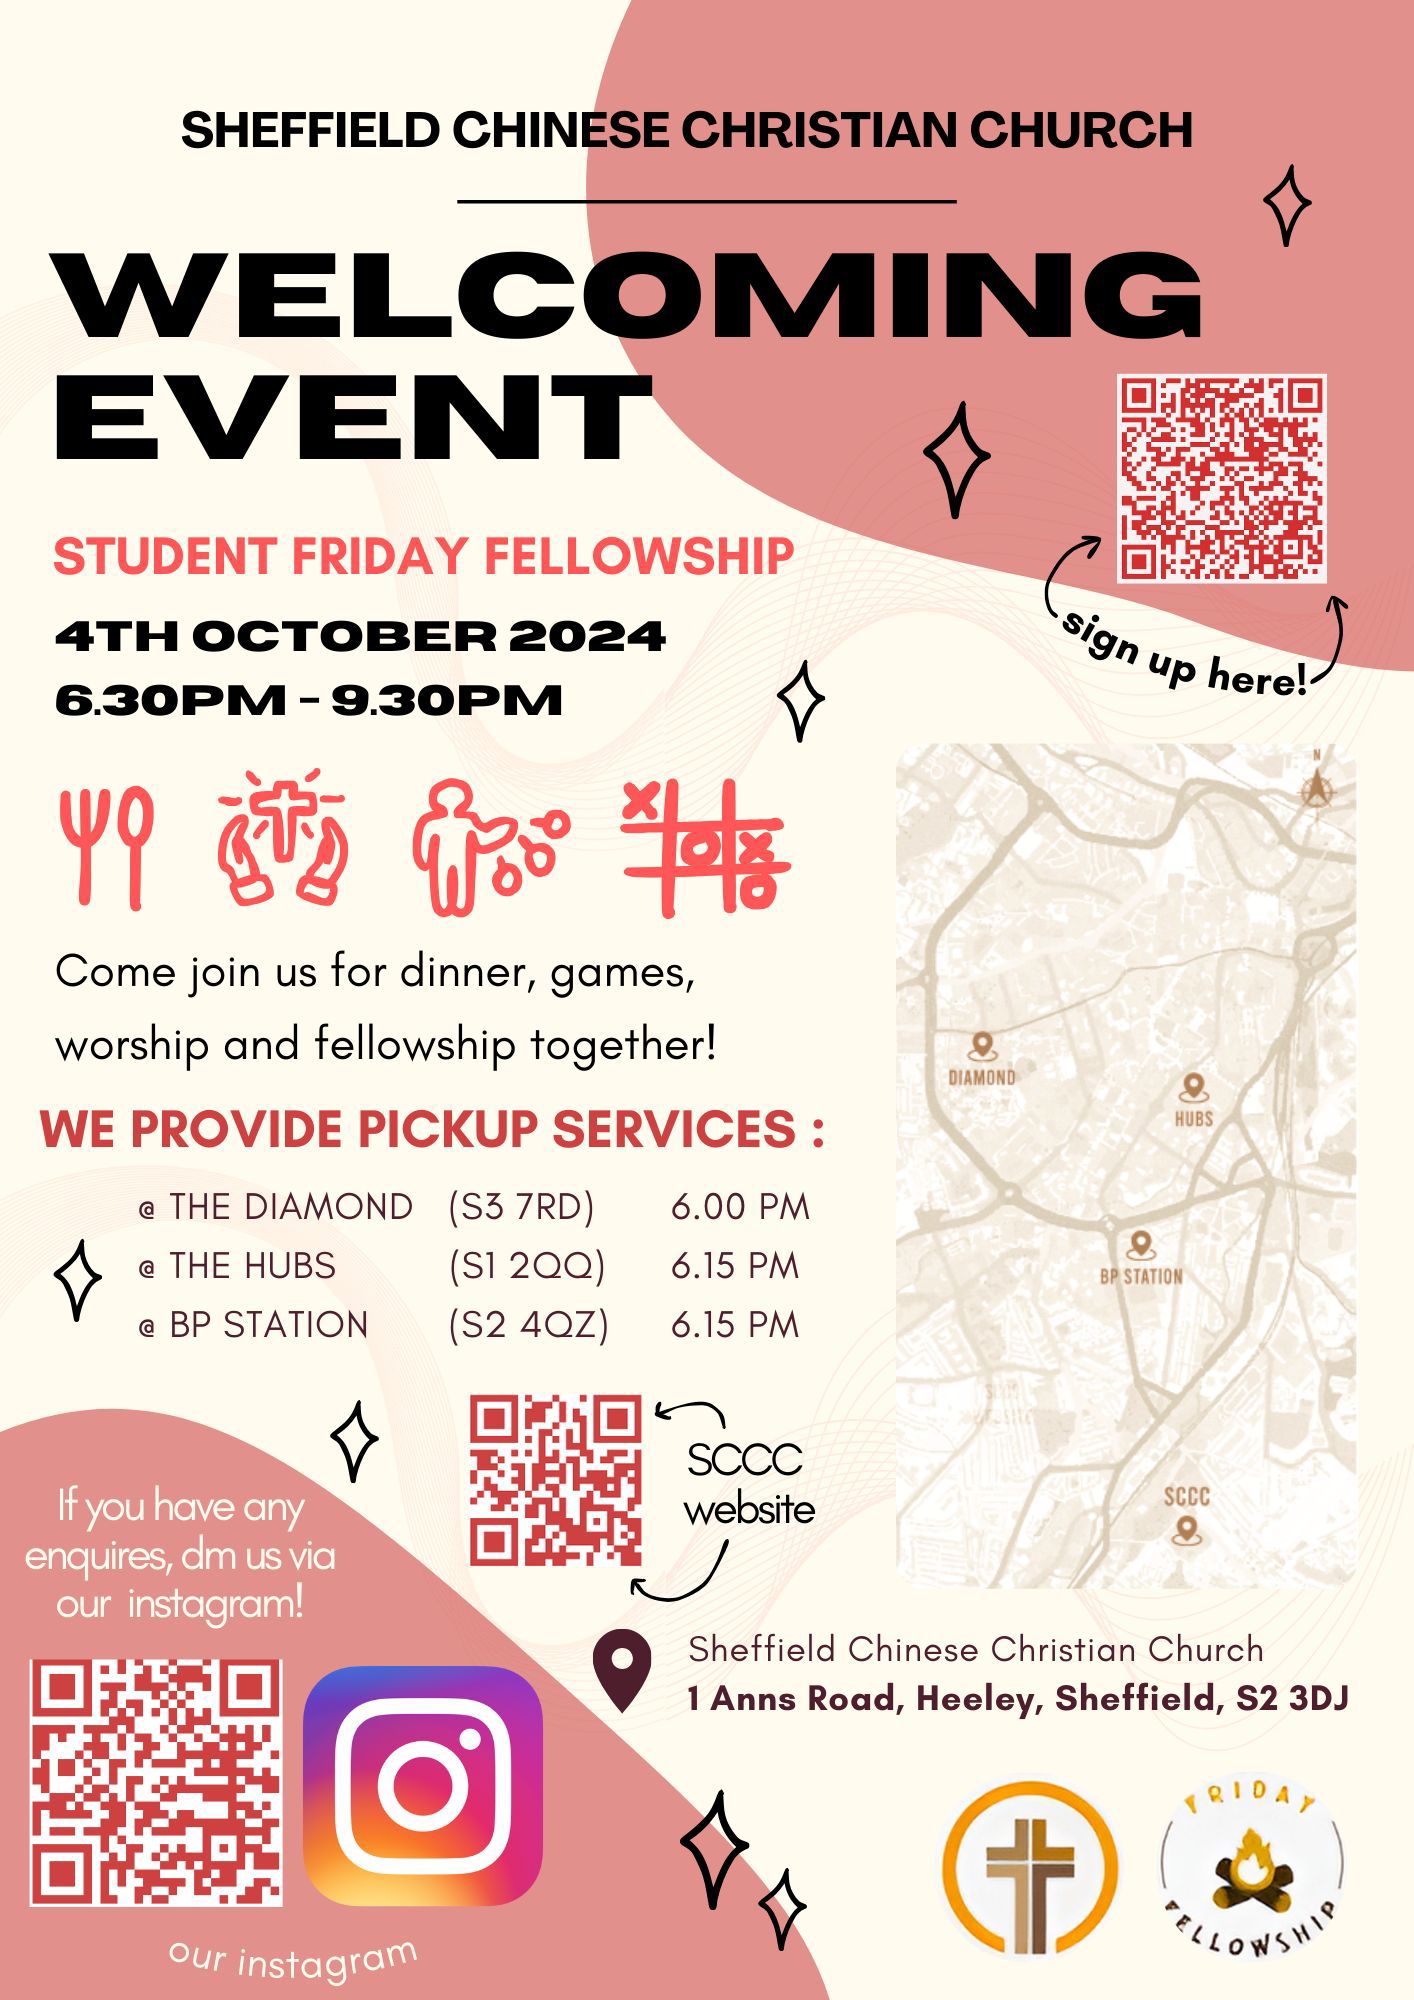 SHEFFIELD CHINESE CHRISTIAN CHURCH
WELCOMING
EVENT
sign up here!
STUDENT FRIDAY FELLOWSHIP
4TH OCTOBER 2024
6.30PM - 9.30PM
Come join us for dinner, games,
worship and fellowship together!
WE PROVIDE PICKUP SERVICES :
@ THE DIAMOND (S3 7RD) 6.00 PM
@ THE HUBS (S1 2QQ) 6.15 PM
@ BP STATION (S2 4QZ) 6.15 PM
N
DIAMOND
HUBS
BP STATION
SCCC
SCCC
website
If you have any
enquires, dm us via
our instagram!
our instagram
Sheffield Chinese Christian Church
1 Anns Road, Heeley, Sheffield, S2 3DJ
FRIDAY
FELLOWSHIP